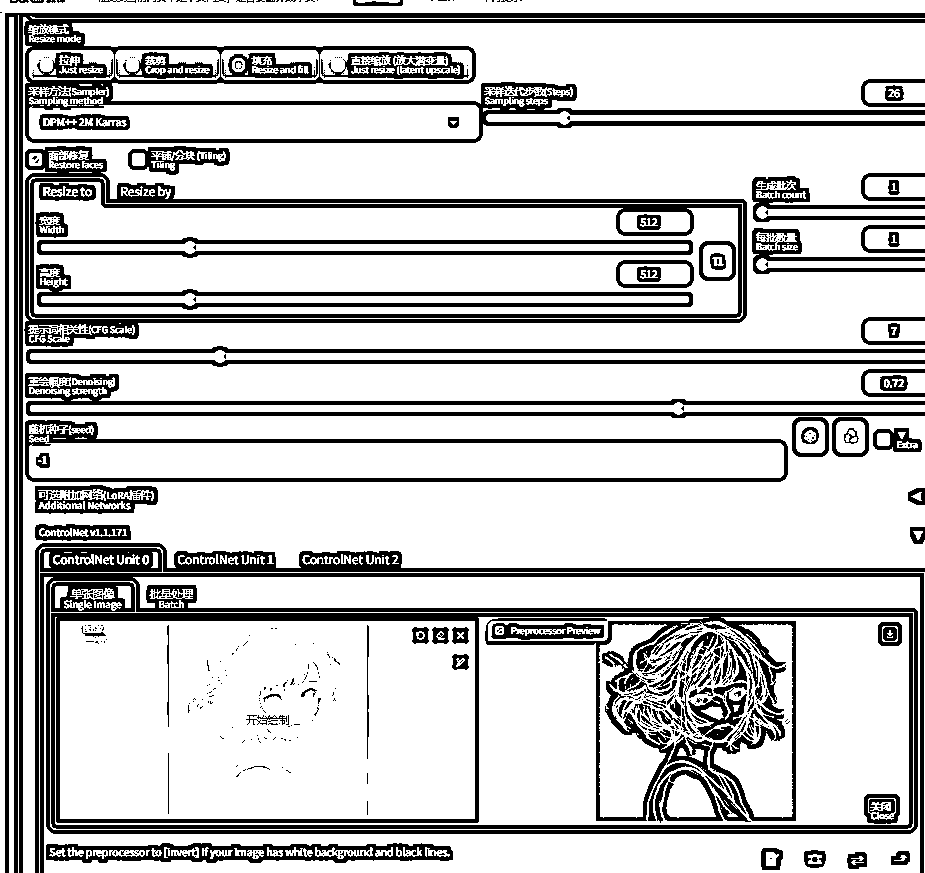 缩放模式
Resize mode
拉伸
Just resize
裁剪
Crop and resize
填充
Resize and fill
直接缩放 (放大潜变量)
Just resize (latent upscale)
采样方法(Sampler)
Sampling method
采样迭代步数(Steps)
Sampling steps
26
DPM++ 2M Karras
面部修复
Restore faces
平铺/分块 (Tiling)
Tiling
Resize to
Resize by
生成批次
Batch count
1
宽度
Width
512
每批数量
Batch size
1
高度
Height
512
提示词相关性(CFG Scale)
CFG Scale
7
重绘幅度(Denoising)
Denoising strength
0.72
随机种子(seed)
Seed
-1
Extra
可选附加网络(LoRA插件)
Additional Networks
ControlNet v1.1.171
ControlNet Unit 0
ControlNet Unit 1
ControlNet Unit 2
单张图像
Single Image
批量处理
Batch
Preprocessor Preview
开始绘制
关闭
Close
Set the preprocessor to [invert] If your image has white background and black lines.